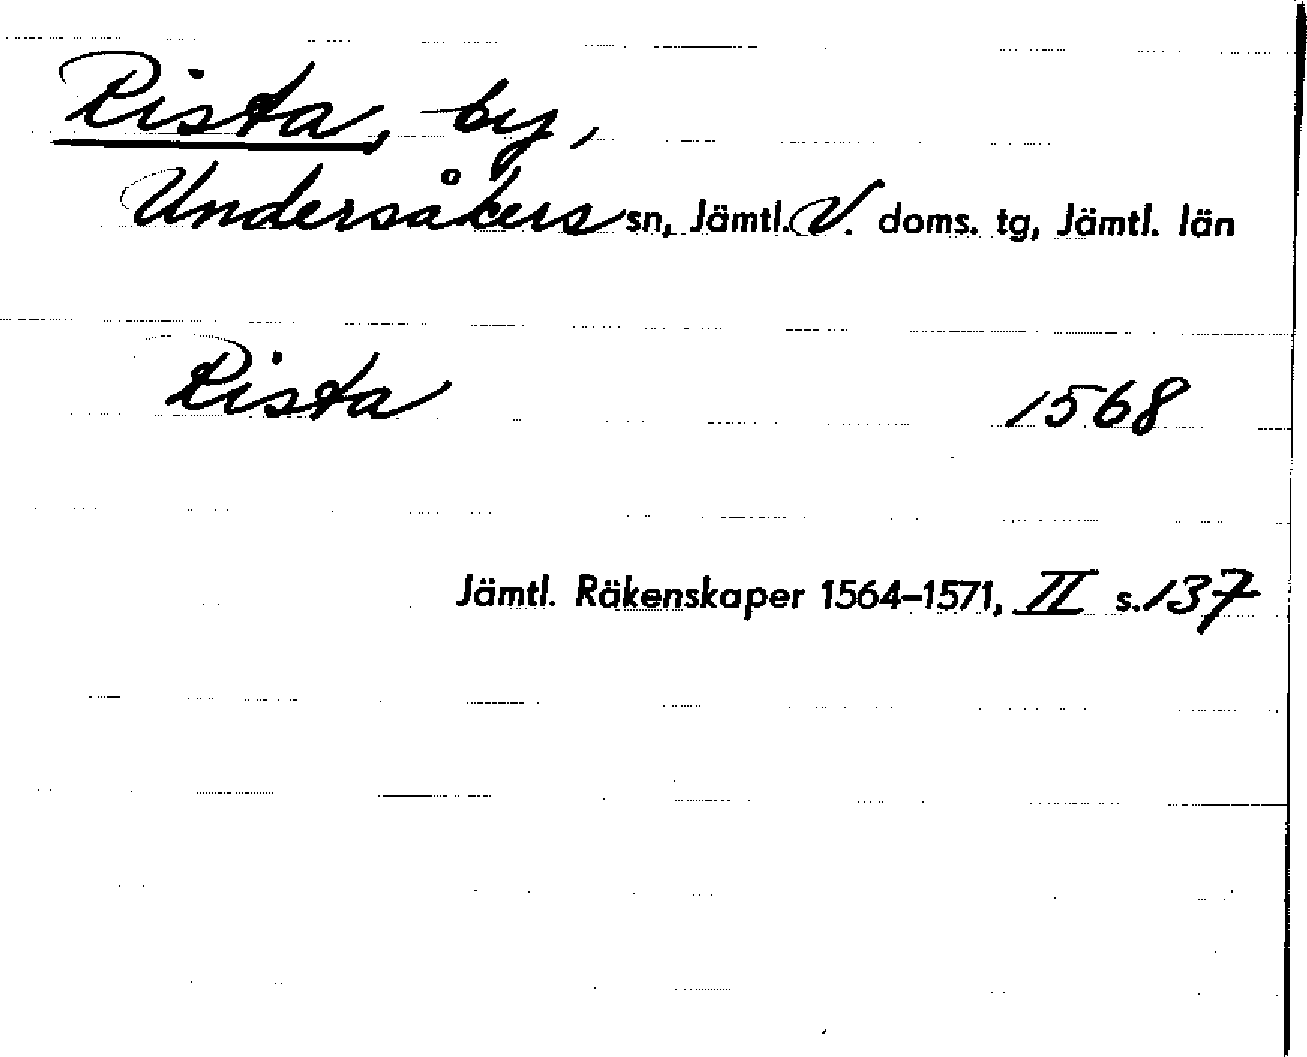 Rista, by,
Undersåkers sn, Jämtl. V. doms. tg, Jämtl. län
Rista 1568
Jämtl. Räkenskaper 1564–1571, II s. 137